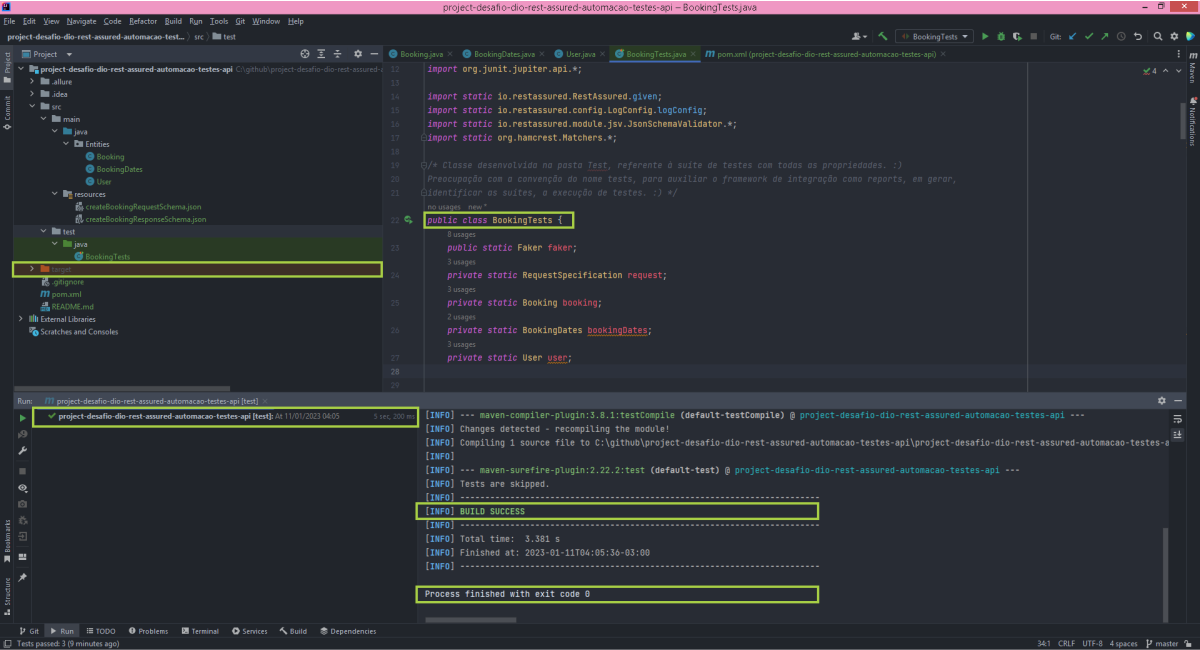 project-desafio-dio-rest-assured-automacao-testes-api – BookingTests.java
File Edit View Navigate Code Refactor Build Run Tools Git Window Help
project-desafio-dio-rest-assured-automacao-test... src test
BookingTests
Git:
Project
Booking.java BookingDates.java User.java BookingTests.java pom.xml (project-desafio-dio-rest-assured-automacao-testes-api)
Project
Commit
project-desafio-dio-rest-assured-automacao-testes-api C:\github\project-desafio-dio-rest-assured-
.allure
.idea
src
main
java
Entities
Booking
BookingDates
User
resources
createBookingRequestSchema.json
createBookingResponseSchema.json
test
java
BookingTests
target
.gitignore
pom.xml
README.md
External Libraries
Scratches and Consoles
12 import org.junit.jupiter.api.*;
13
14 import static io.restassured.RestAssured.given;
15 import static io.restassured.config.LogConfig.logConfig;
16 import static io.restassured.module.jsv.JsonSchemaValidator.*;
17 import static org.hamcrest.Matchers.*;
18
19 /* Classe desenvolvida na pasta Test, referente à suite de testes com todas as propriedades. :)
20 Preocupação com a convenção do nome tests, para auxiliar o framework de integração como reports, em gerar,
21 identificar as suites, a execução de testes. :) */
no usages new *
22 public class BookingTests {
8 usages
23 public static Faker faker;
3 usages
24 private static RequestSpecification request;
3 usages
25 private static Booking booking;
2 usages
26 private static BookingDates bookingDates;
3 usages
27 private static User user;
28
29
4
Maven
Notifications
Run: project-desafio-dio-rest-assured-automacao-testes-api [test]
project-desafio-dio-rest-assured-automacao-testes-api [test]: At 11/01/2023 04:05 5 sec, 200 ms
[INFO] --- maven-compiler-plugin:3.8.1:testCompile (default-testCompile) @ project-desafio-dio-rest-assured-automacao-testes-api ---
[INFO] Changes detected - recompiling the module!
[INFO] Compiling 1 source file to C:\github\project-desafio-dio-rest-assured-automacao-testes-api\project-desafio-dio-rest-assured-automacao-testes-a
[INFO]
[INFO] --- maven-surefire-plugin:2.22.2:test (default-test) @ project-desafio-dio-rest-assured-automacao-testes-api ---
[INFO] Tests are skipped.
[INFO] ------------------------------------------------------------------------
[INFO] BUILD SUCCESS
[INFO] ------------------------------------------------------------------------
[INFO] Total time:  3.381 s
[INFO] Finished at: 2023-01-11T04:05:36-03:00
[INFO] ------------------------------------------------------------------------
Process finished with exit code 0
Bookmarks
Structure
Git Run TODO Problems Terminal Services Build Dependencies
Tests passed: 3 (9 minutes ago)
34:1 CRLF UTF-8 4 spaces master